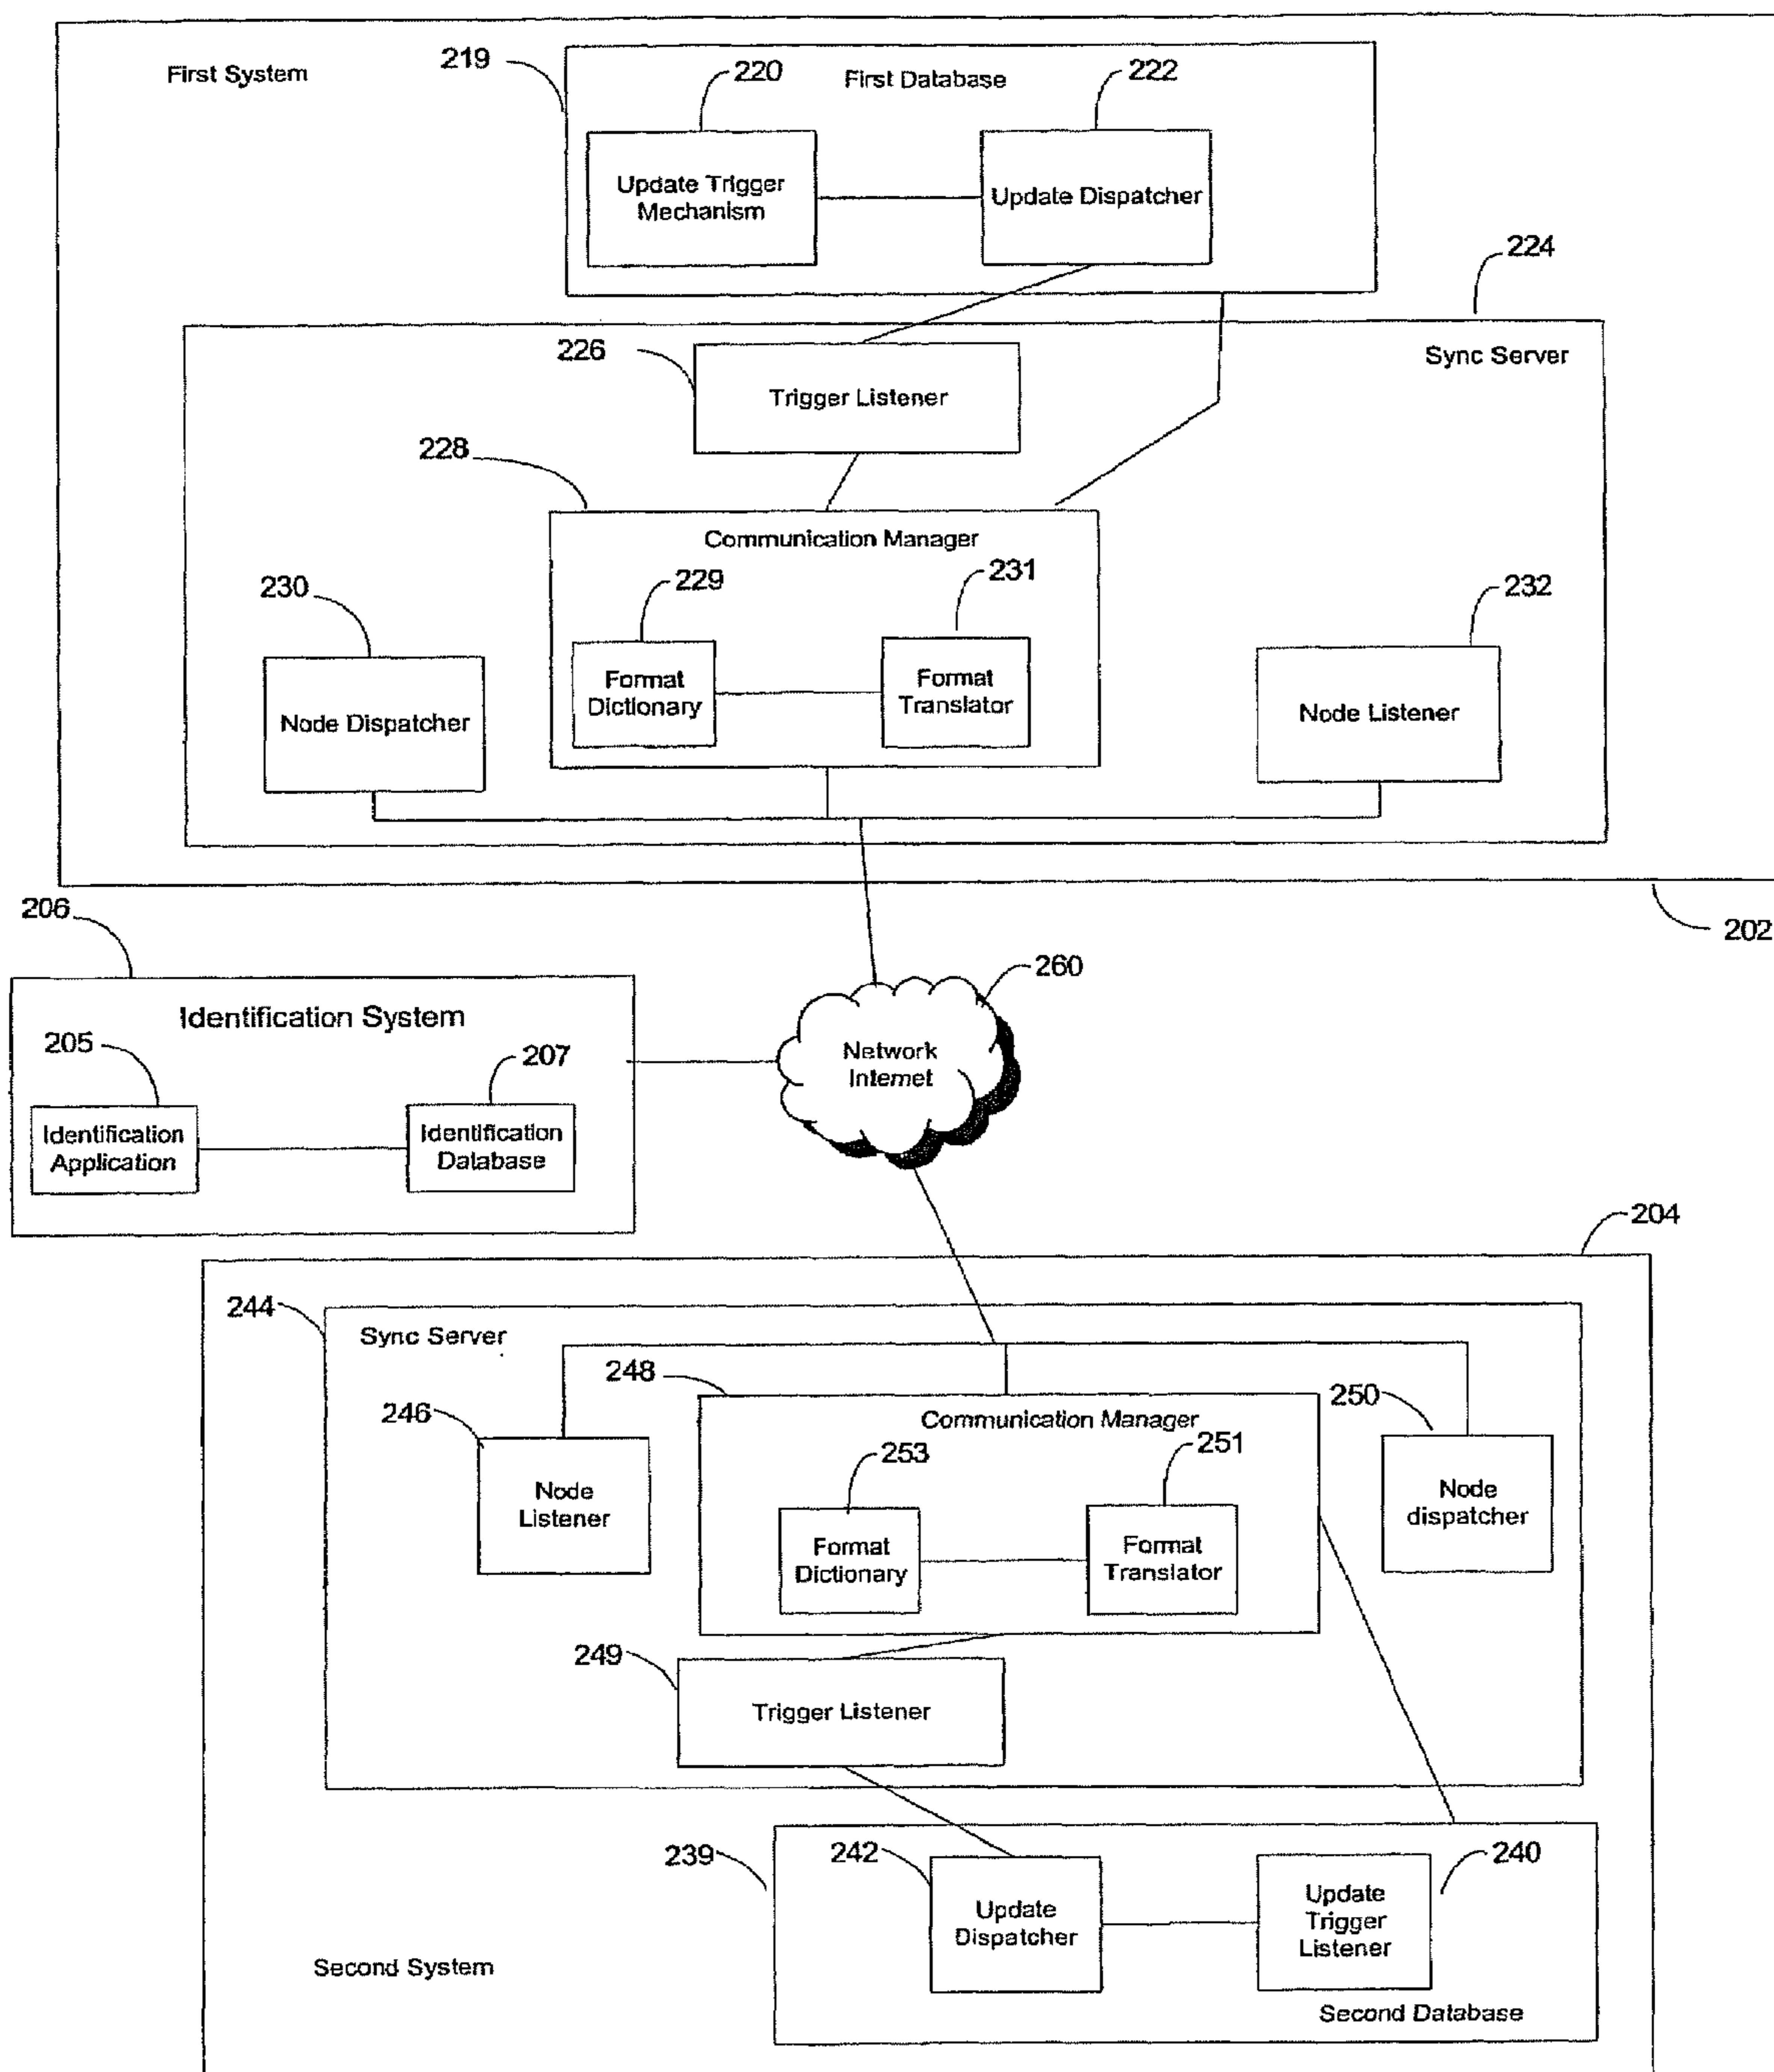 First System
219
220
First Database
222
Update Trigger
Mechanism
Update Dispatcher
224
226
Sync Server
Trigger Listener
228
Communication Manager
230
229
231
232
Node Dispatcher
Format
Dictionary
Format
Translator
Node Listener
206
202
260
Identification System
205
207
Network
Internet
Identification
Application
Identification
Database
204
244
Sync Server
248
246
Communication Manager
250
253
251
Node
Listener
Node
dispatcher
Format
Dictionary
Format
Translator
249
Trigger Listener
239
242
240
Update
Dispatcher
Update
Trigger
Listener
Second System
Second Database